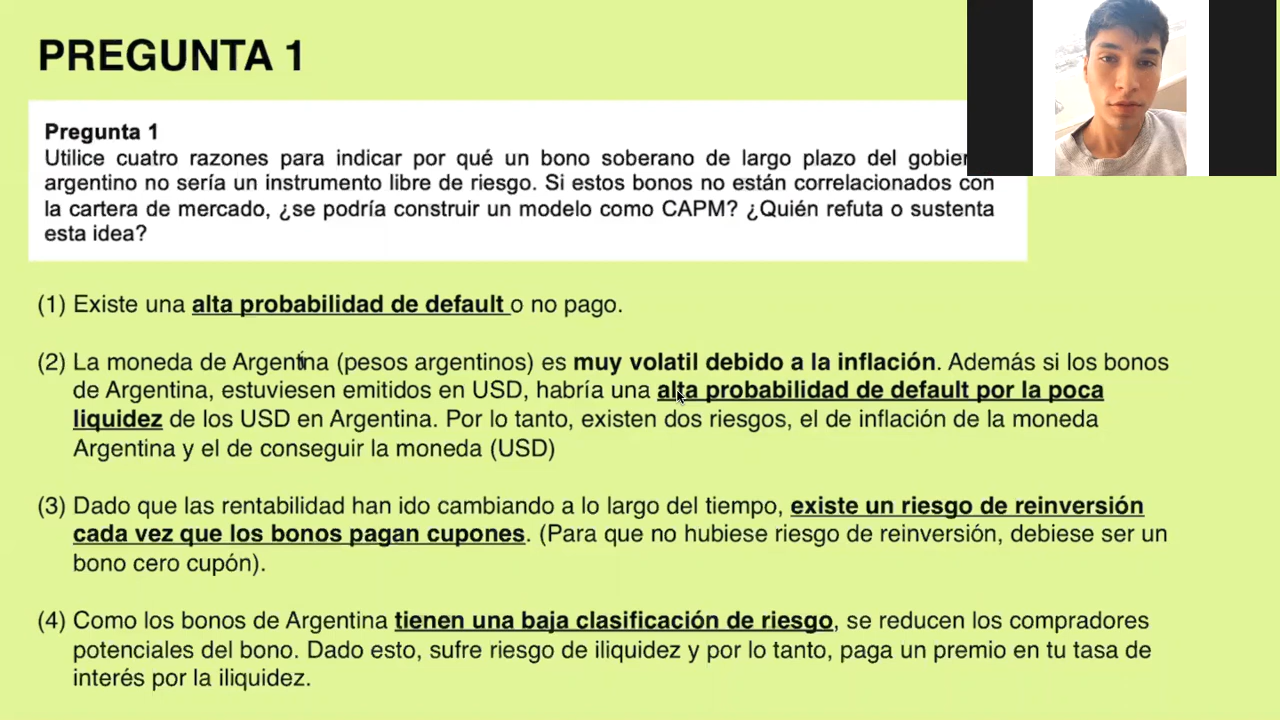 PREGUNTA 1
Pregunta 1
Utilice cuatro razones para indicar por qué un bono soberano de largo plazo del
argentino no sería un instrumento libre de riesgo. Si estos bonos no están correlacionados con
la cartera de mercado, ¿se podría construir un modelo como CAPM? ¿Quién refuta o sustenta
esta idea?
(1) Existe una alta probabilidad de default o no pago.
(2) La moneda de Argentina (pesos argentinos) es muy volatil debido a la inflación. Además si los bonos
de Argentina, estuviesen emitidos en USD, habría una alta probabilidad de default por la poca
liquidez de los USD en Argentina. Por lo tanto, existen dos riesgos, el de inflación de la moneda
Argentina y el de conseguir la moneda (USD)
(3) Dado que las rentabilidad han ido cambiando a lo largo del tiempo, existe un riesgo de reinversión
cada vez que los bonos pagan cupones. (Para que no hubiese riesgo de reinversión, debiese ser un
bono cero cupón).
(4) Como los bonos de Argentina tienen una baja clasificación de riesgo, se reducen los compradores
potenciales del bono. Dado esto, sufre riesgo de iliquidez y por lo tanto, paga un premio en tu tasa de
interés por la iliquidez.